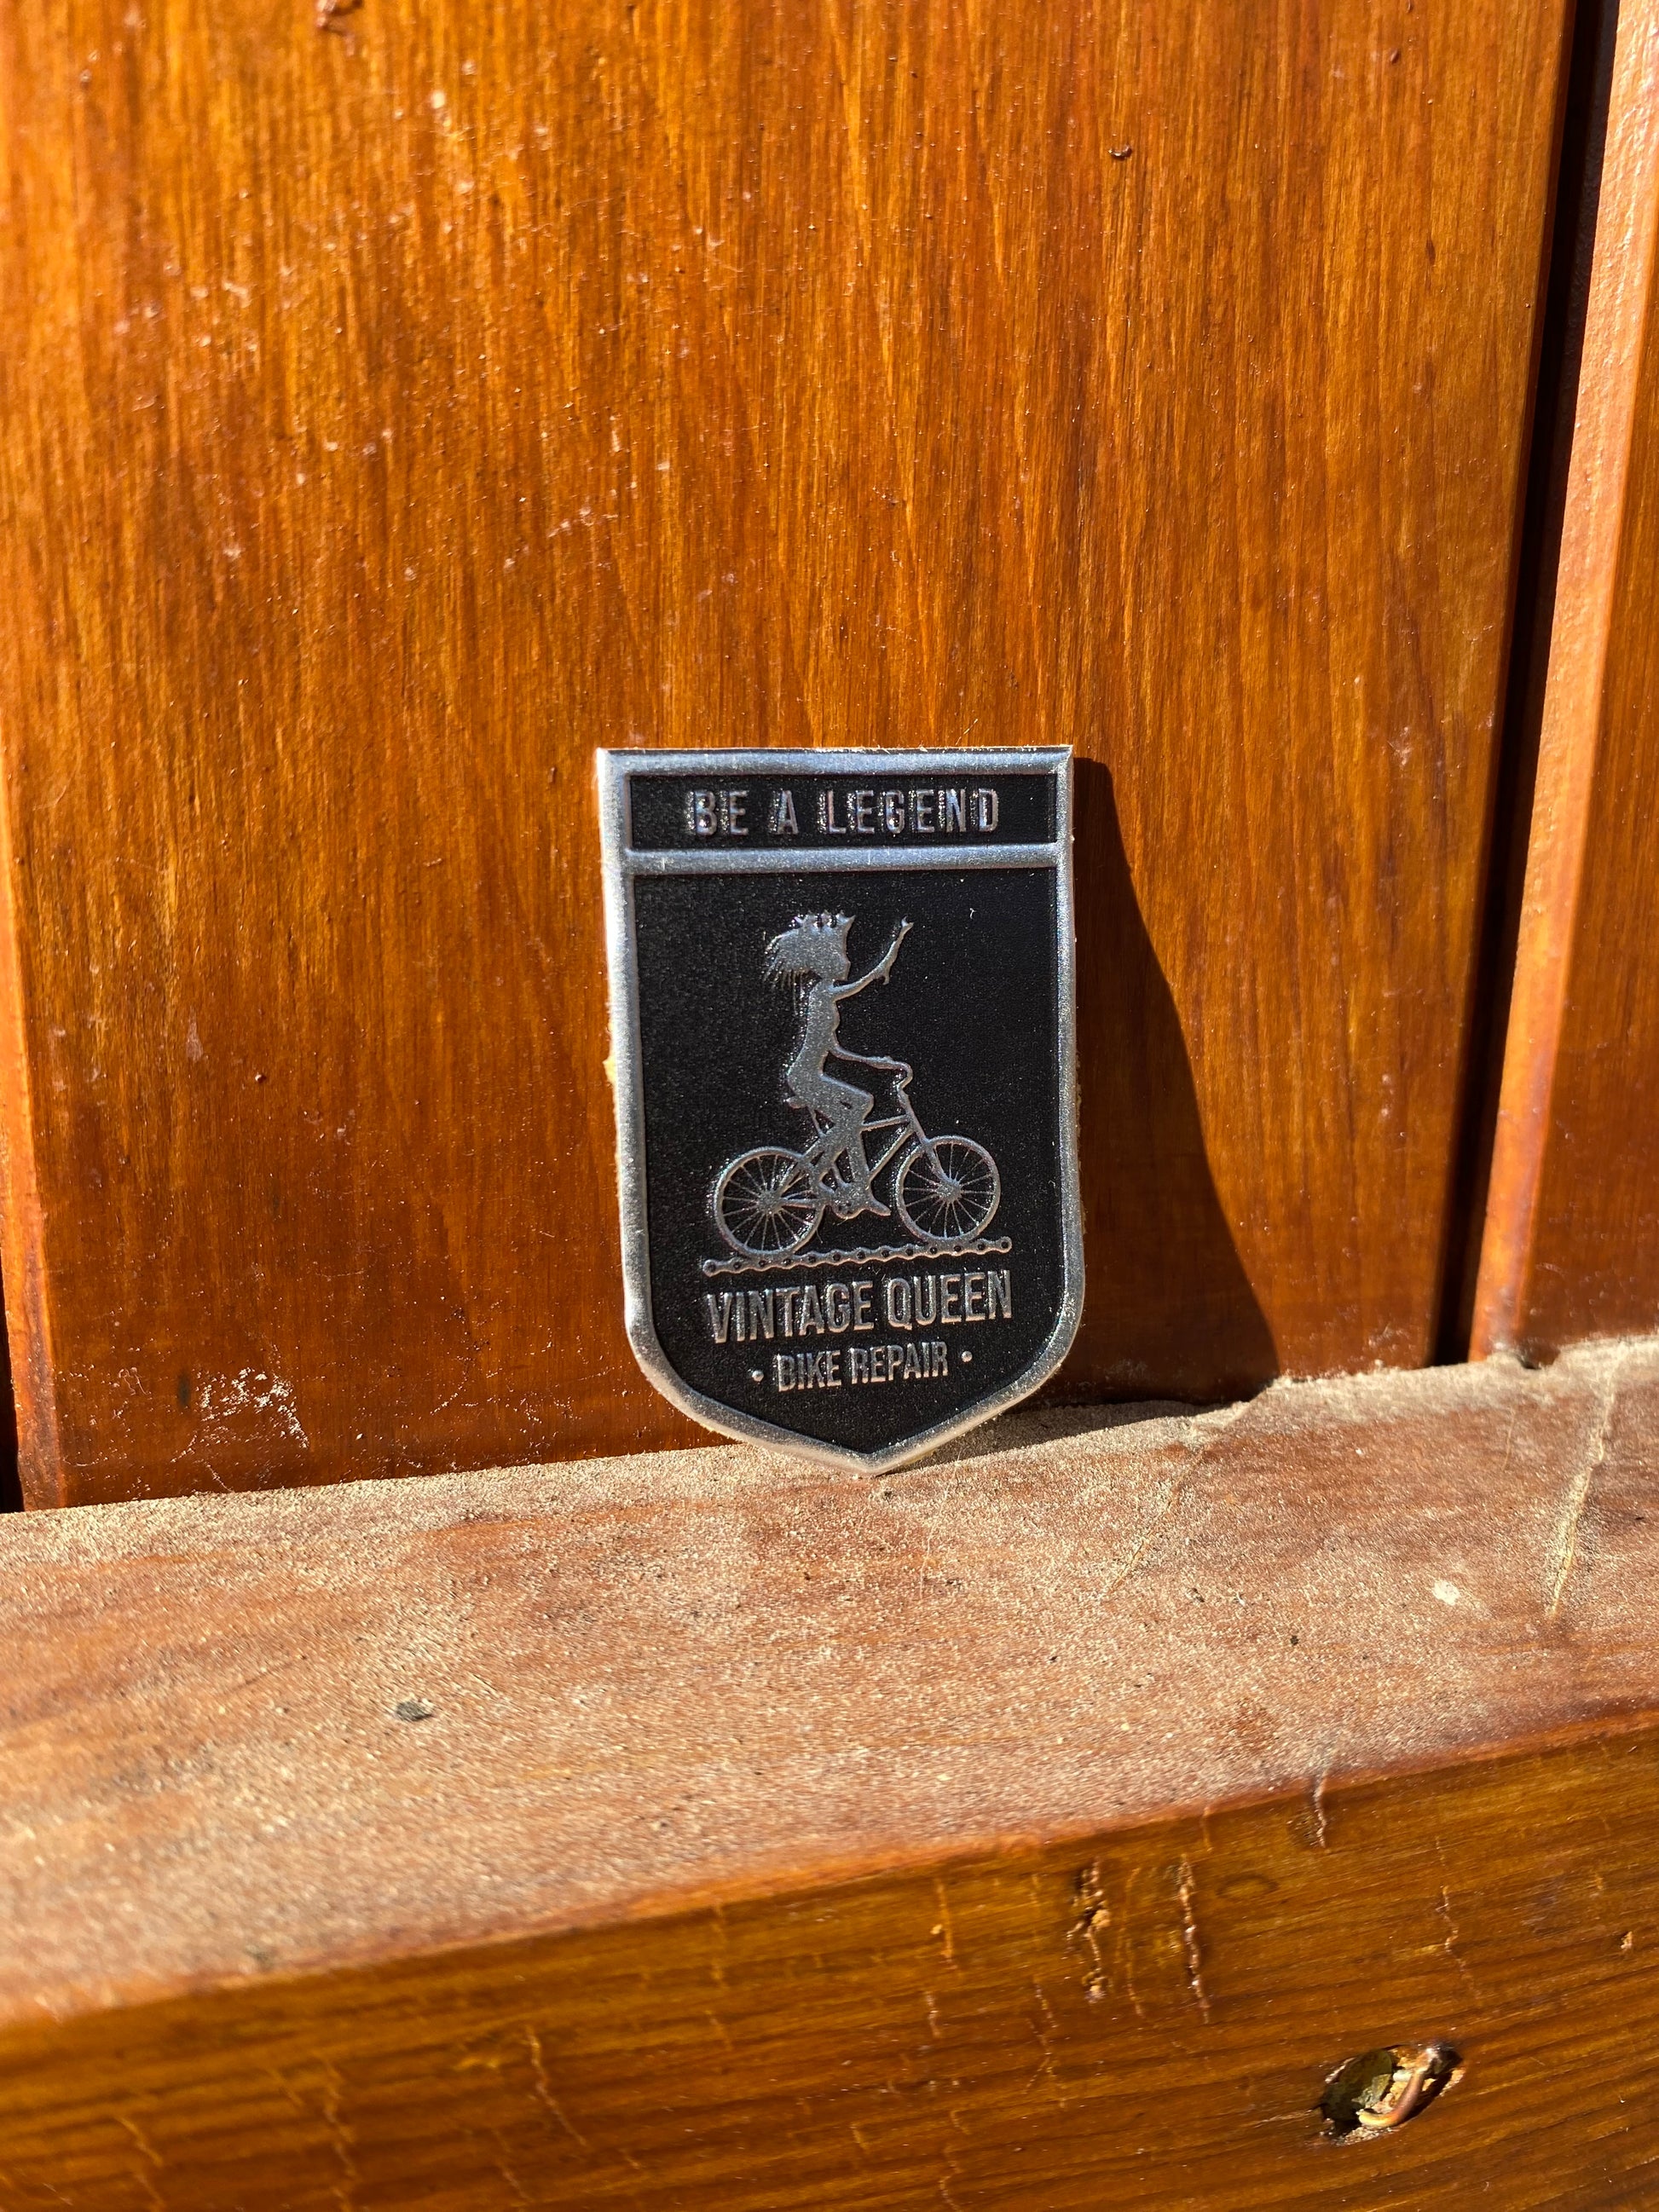 BE A LEGEND
VINTAGE QUEEN
• BIKE REPAIR •